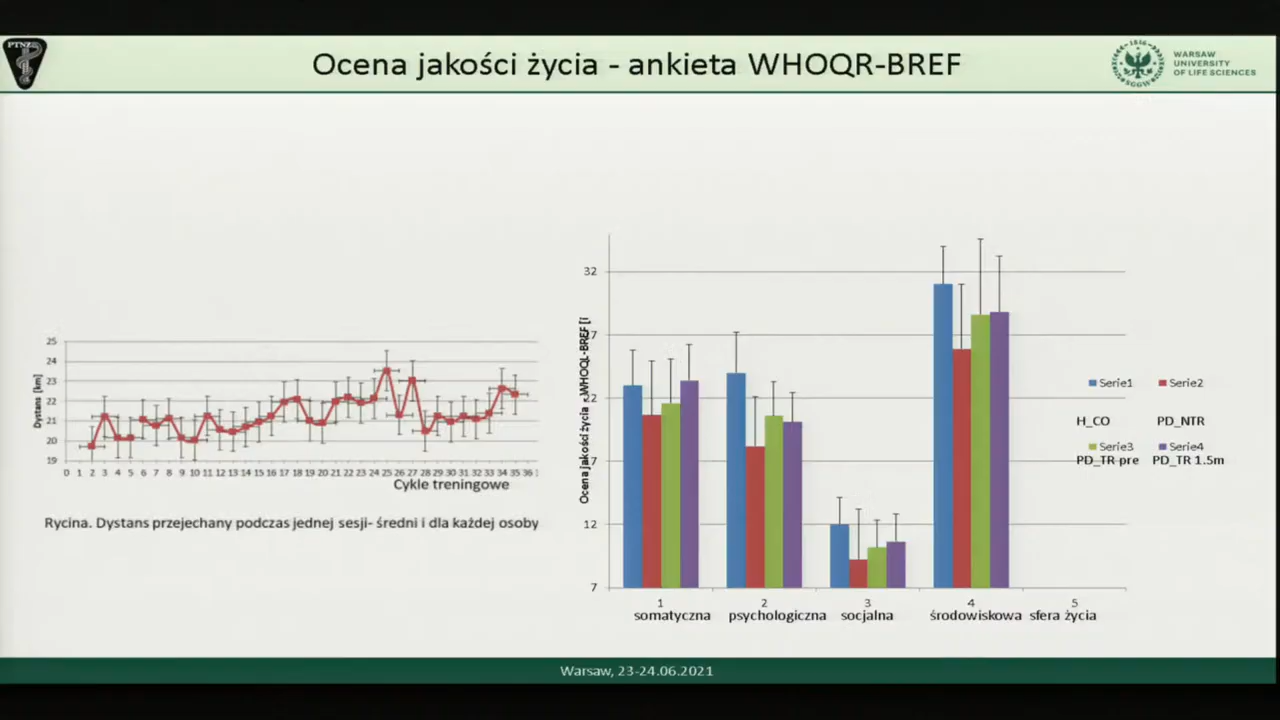 PTNZ
Ocena jakości życia - ankieta WHOQR-BREF
1816
SGGW
WARSAW
UNIVERSITY
OF LIFE SCIENCES
25
24
23
22
21
20
19
Dystans [km]
0 1 2 3 4 5 6 7 8 9 10 11 12 13 14 15 16 17 18 19 20 21 22 23 24 25 26 27 28 29 30 31 32 33 34 35 36
Cykle treningowe
Rycina. Dystans przejechany podczas jednej sesji- średni i dla każdej osoby
Ocena jakości życia - WHOQL-BREF [i
32
27
22
17
12
7
1 2 3 4 5
somatyczna psychologiczna socjalna środowiskowa sfera życia
Serie1 Serie2
H_CO PD_NTR
Serie3 Serie4
PD_TR pre PD_TR 1.5m
Warsaw, 23-24.06.2021